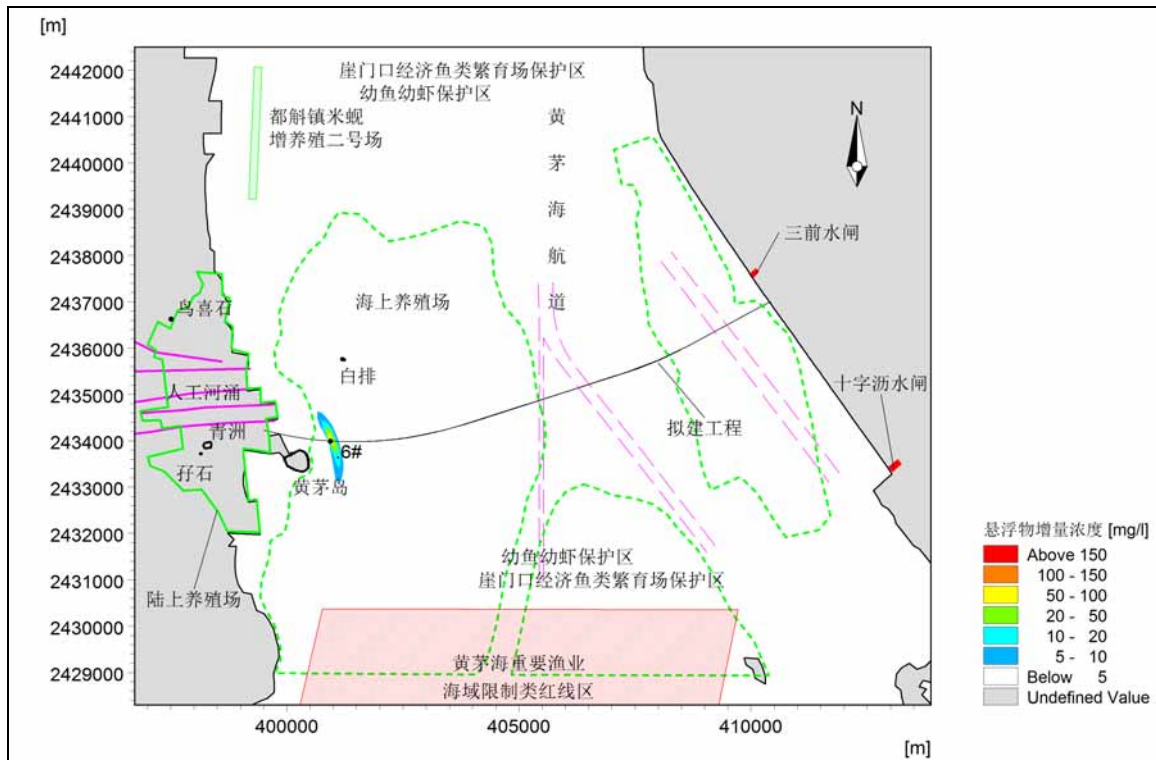 [m]
2442000
2441000
2440000
2439000
2438000
2437000
2436000
2435000
2434000
2433000
2432000
2431000
2430000
2429000
崖门口经济鱼类繁育场保护区
幼鱼幼虾保护区
都斛镇米蚬
增养殖二号场
黄
茅
海
航
道
N
三前水闸
海上养殖场
鸟喜石
白排
人工河涌
十字沥水闸
拟建工程
青洲
6#
孖石
黄茅岛
幼鱼幼虾保护区
崖门口经济鱼类繁育场保护区
陆上养殖场
黄茅海重要渔业
海域限制类红线区
400000
405000
410000
[m]
悬浮物增量浓度 [mg/l]
Above 150
100 - 150
50 - 100
20 - 50
10 - 20
5 - 10
Below 5
Undefined Value